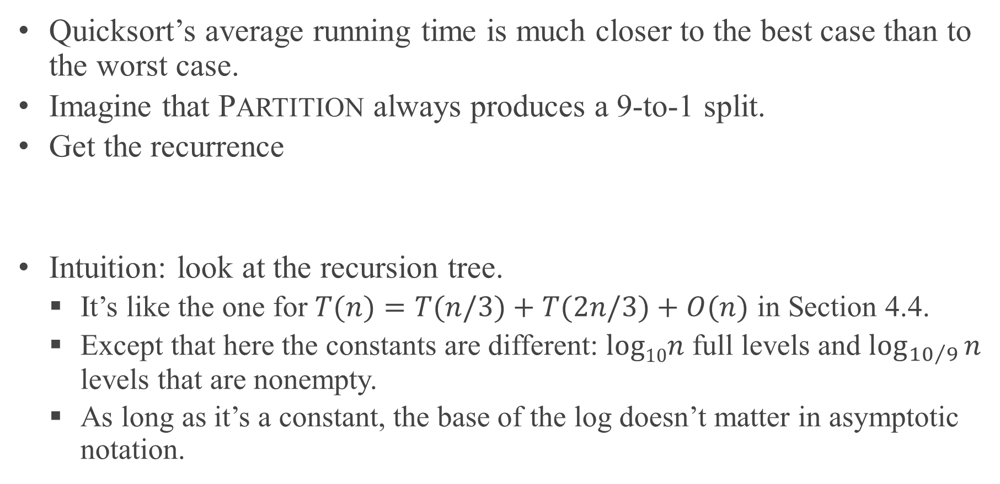 • Quicksort’s average running time is much closer to the best case than to
the worst case.
• Imagine that PARTITION always produces a 9-to-1 split.
• Get the recurrence
• Intuition: look at the recursion tree.
▪ It’s like the one for T(n) = T(n/3) + T(2n/3) + O(n) in Section 4.4.
▪ Except that here the constants are different: log₁₀n full levels and log₁₀/₉ n
levels that are nonempty.
▪ As long as it’s a constant, the base of the log doesn’t matter in asymptotic
notation.